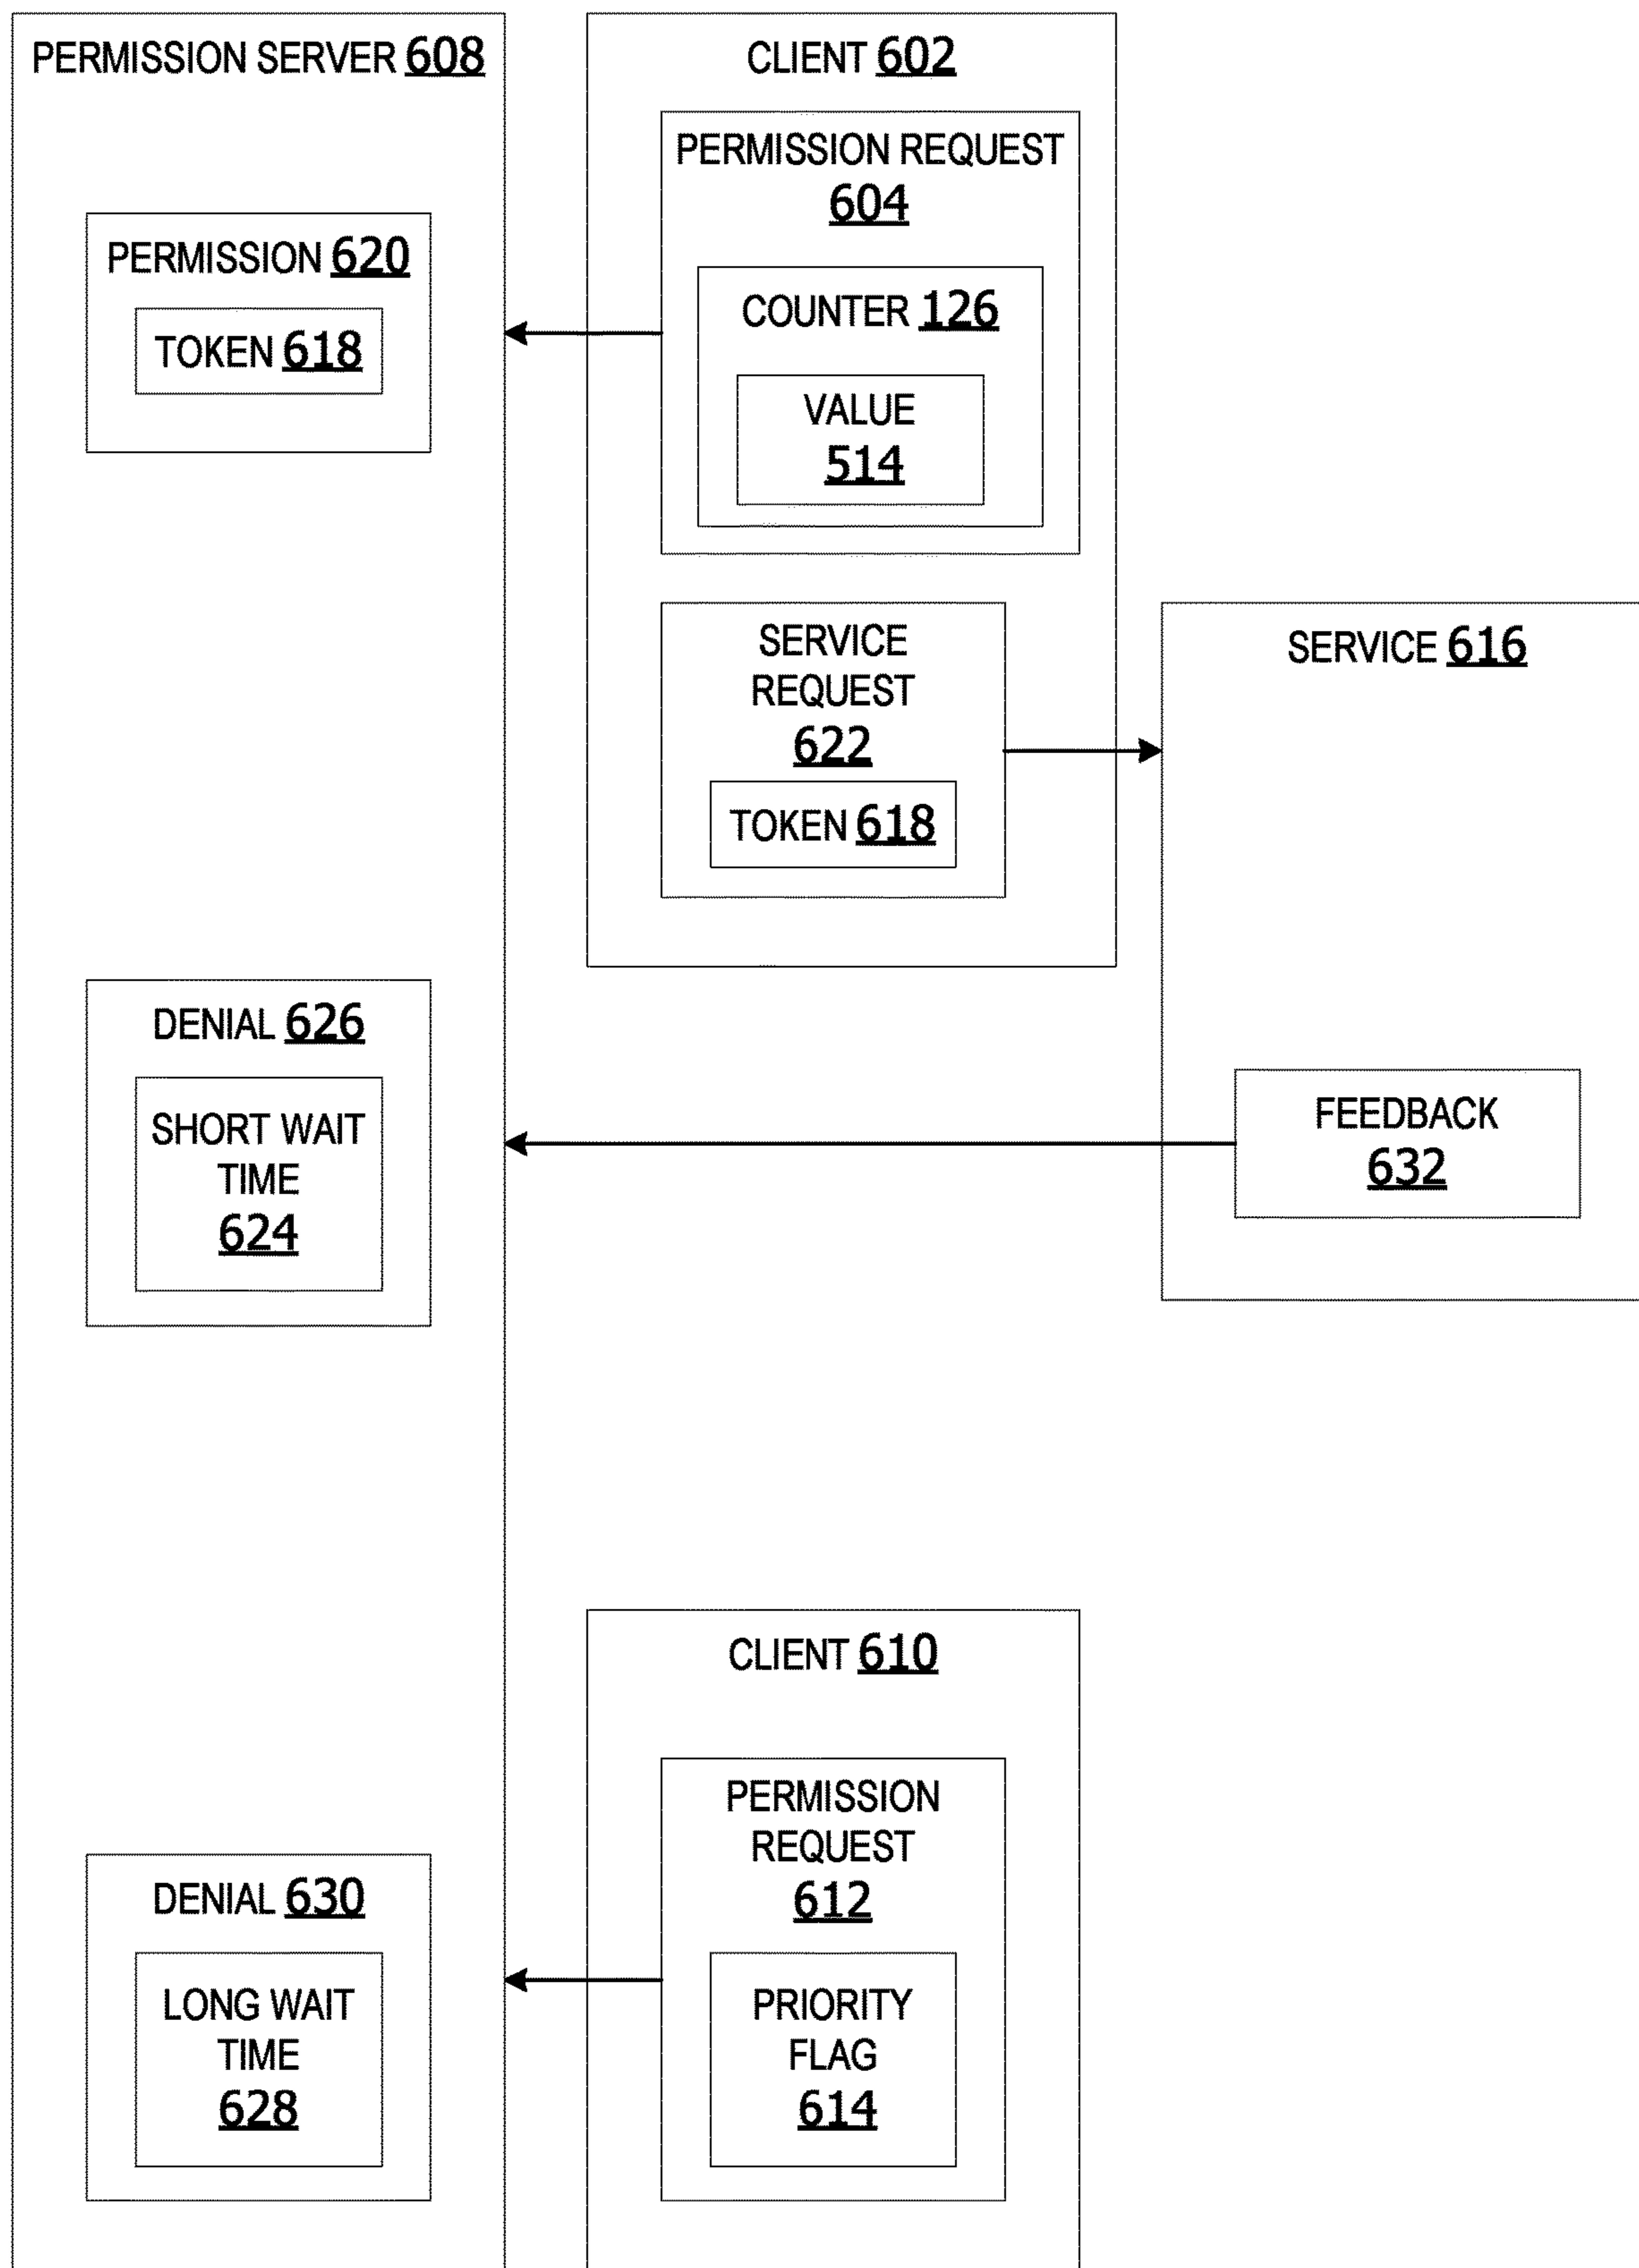 PERMISSION SERVER 608
PERMISSION 620
TOKEN 618
DENIAL 626
SHORT WAIT
TIME
624
DENIAL 630
LONG WAIT
TIME
628
CLIENT 602
PERMISSION REQUEST
604
COUNTER 126
VALUE
514
SERVICE
REQUEST
622
TOKEN 618
SERVICE 616
FEEDBACK
632
CLIENT 610
PERMISSION
REQUEST
612
PRIORITY
FLAG
614